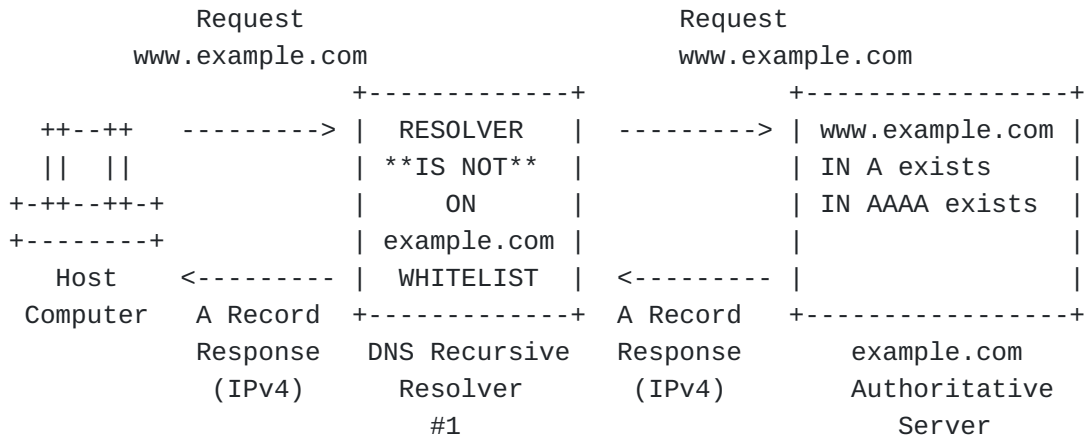 Request                        Request
        www.example.com                    www.example.com
                      +-------------+             +-----------------+
  ++--++   ---------> |  RESOLVER   |  ---------> | www.example.com |
  ||  ||              | **IS NOT**  |             | IN A exists     |
+-++--++-+            |     ON      |             | IN AAAA exists  |
+--------+            | example.com |             |                 |
   Host    <--------- |  WHITELIST  |  <--------- |                 |
 Computer   A Record  +-------------+  A Record   +-----------------+
            Response   DNS Recursive   Response       example.com
             (IPv4)      Resolver       (IPv4)       Authoritative
                           #1                           Server